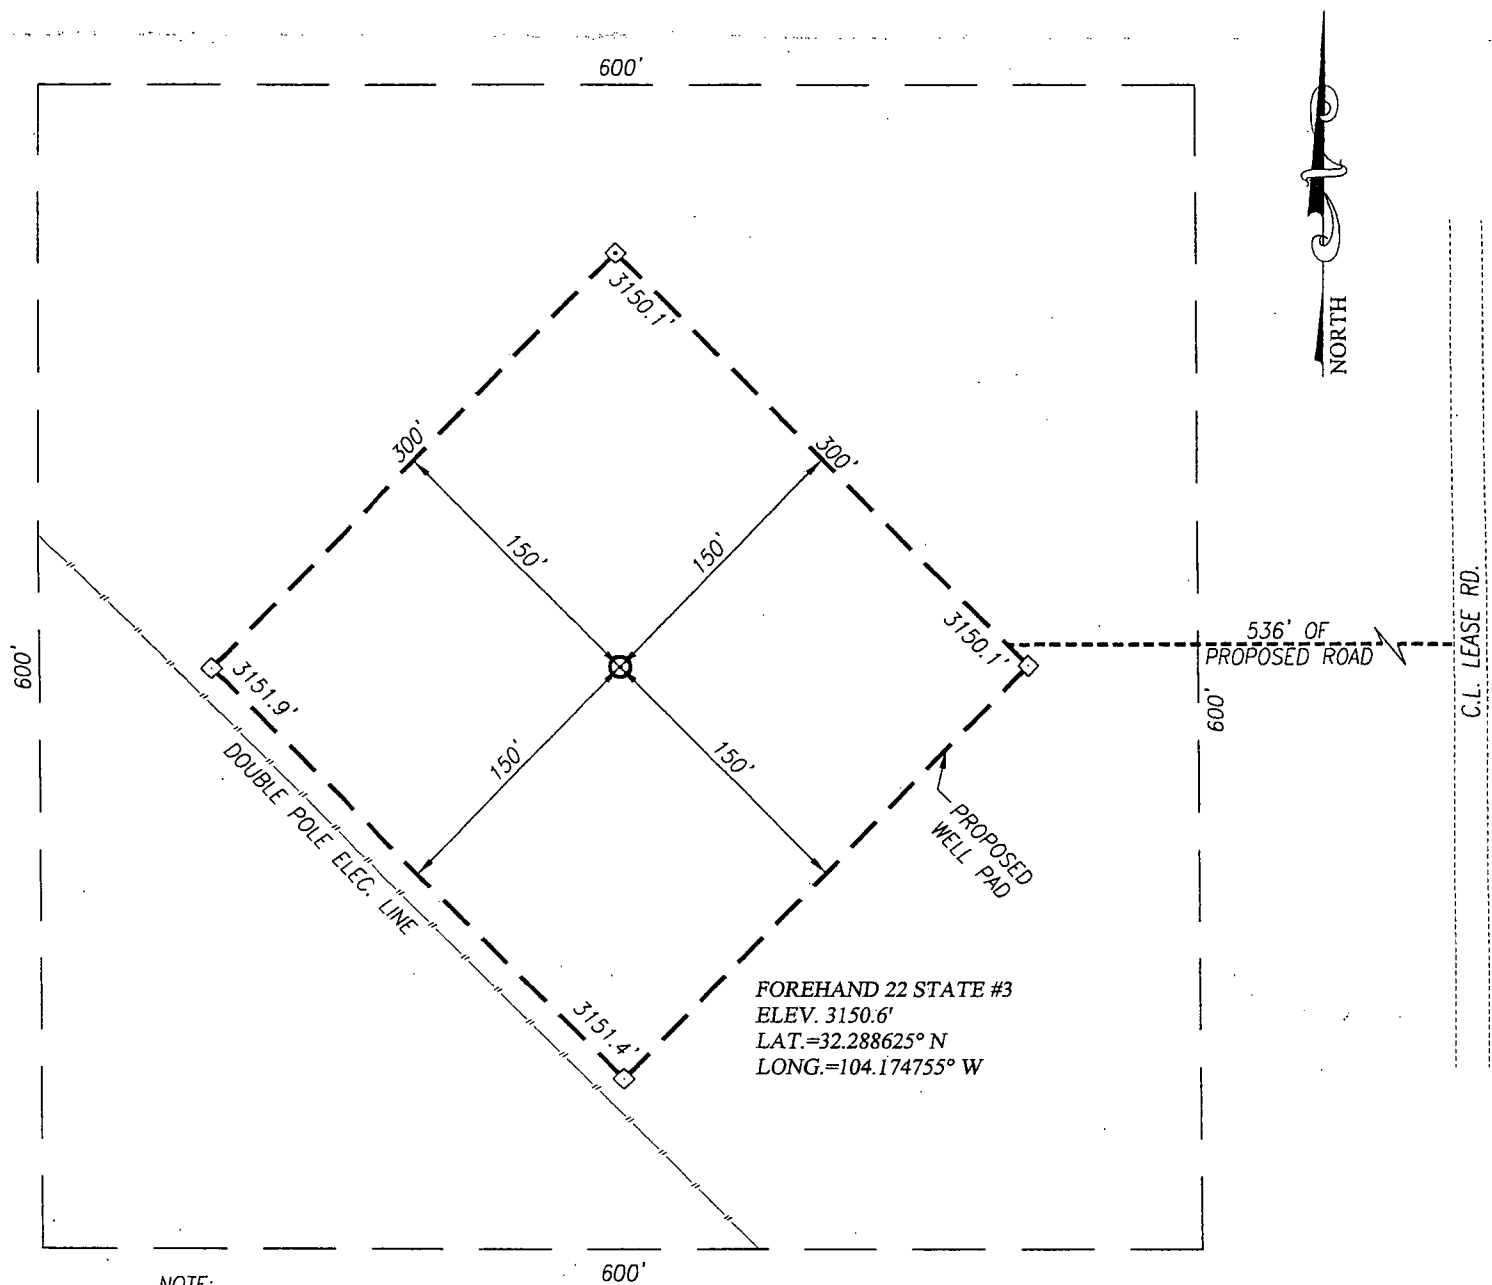 600'
NORTH
3150.1'
300'
300'
150'
150'
3150.1'
536' OF
PROPOSED ROAD
C.L. LEASE RD.
600'
600'
3151.9'
DOUBLE POLE ELEC. LINE
150'
150'
PROPOSED
WELL PAD
3151.4'
FOREHAND 22 STATE #3
ELEV. 3150.6'
LAT.=32.288625° N
LONG.=104.174755° W
600'
NOTE: